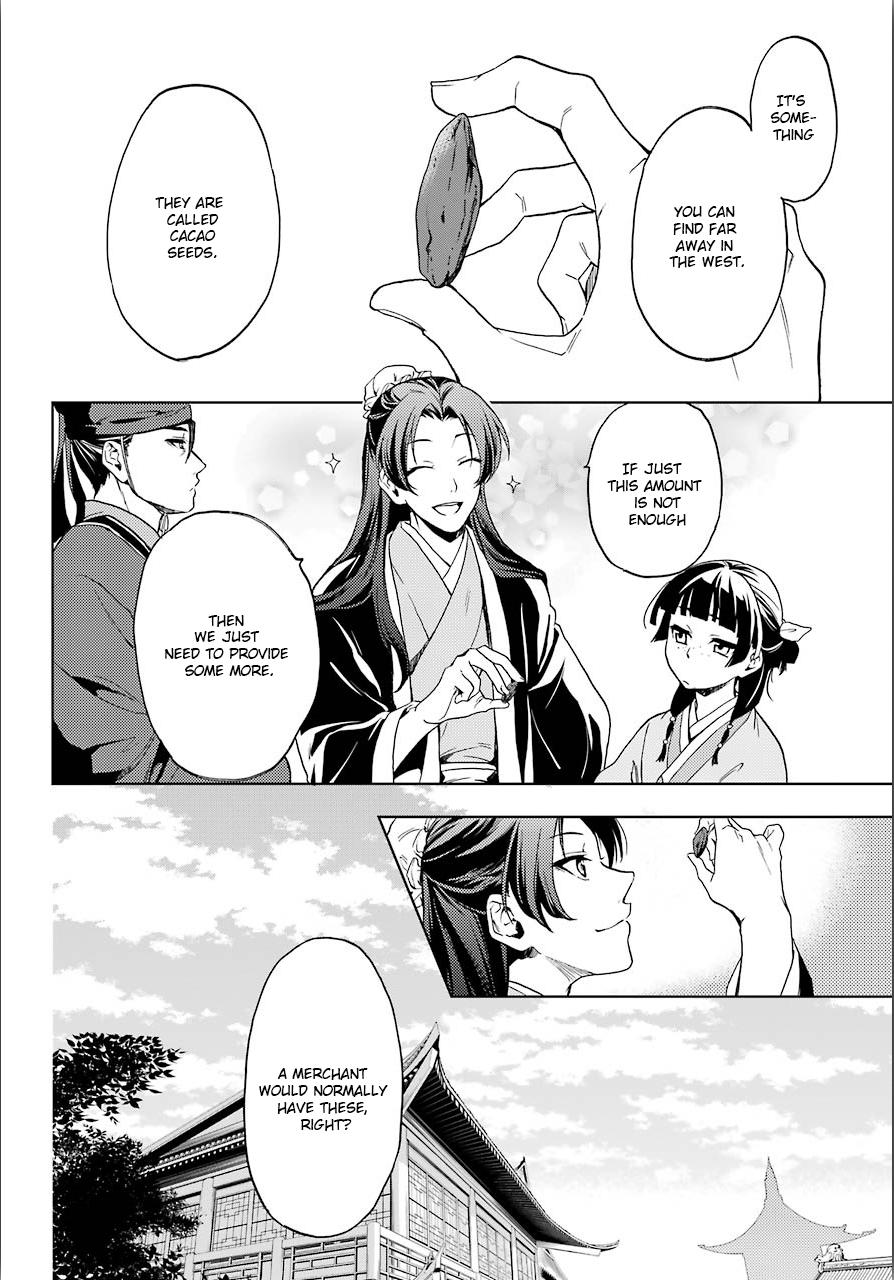 IT'S
SOME-
THING
YOU CAN
FIND FAR
AWAY IN
THE WEST.
THEY ARE
CALLED
CACAO
SEEDS.
IF JUST
THIS AMOUNT
IS NOT
ENOUGH
THEN
WE JUST
NEED TO PROVIDE
SOME MORE.
A MERCHANT
WOULD NORMALLY
HAVE THESE,
RIGHT?